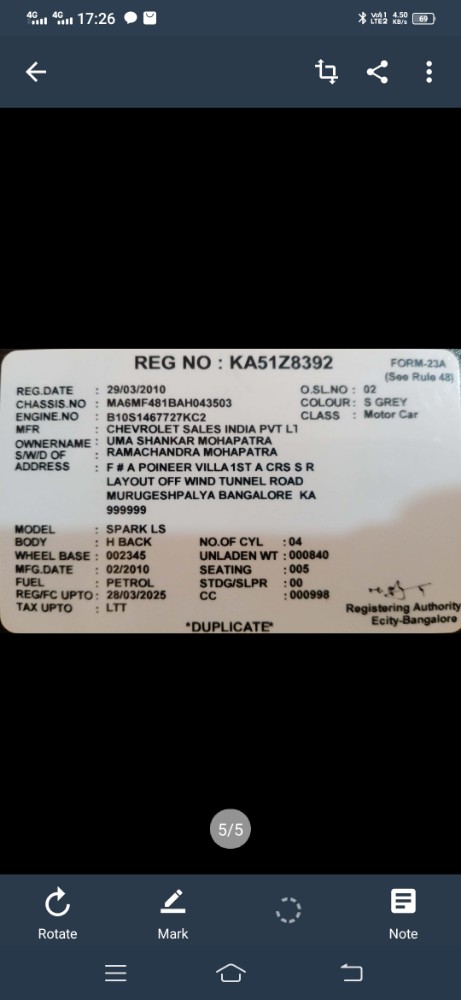 4G 4G 17:26 VoA1 LTE2 4.50 KB/s 69
REG NO : KA51Z8392
FORM-23A
(See Rule 48)
REG.DATE : 29/03/2010 O.SL.NO : 02
CHASSIS.NO : MA6MF481BAH043503 COLOUR : S GREY
ENGINE.NO : B10S1467727KC2 CLASS : Motor Car
MFR : CHEVROLET SALES INDIA PVT LT
OWNERNAME : UMA SHANKAR MOHAPATRA
S/W/D OF : RAMACHANDRA MOHAPATRA
ADDRESS : F # A POINEER VILLA 1ST A CRS S R
LAYOUT OFF WIND TUNNEL ROAD
MURUGESHPALYA BANGALORE KA
999999
MODEL : SPARK LS
BODY : H BACK NO.OF CYL : 04
WHEEL BASE : 002345 UNLADEN WT : 000840
MFG.DATE : 02/2010 SEATING : 005
FUEL : PETROL STDG/SLPR : 00
REG/FC UPTO : 28/03/2025 CC : 000998
TAX UPTO : LTT
Registering Authority
Ecity-Bangalore
*DUPLICATE*
5/5
Rotate Mark Note